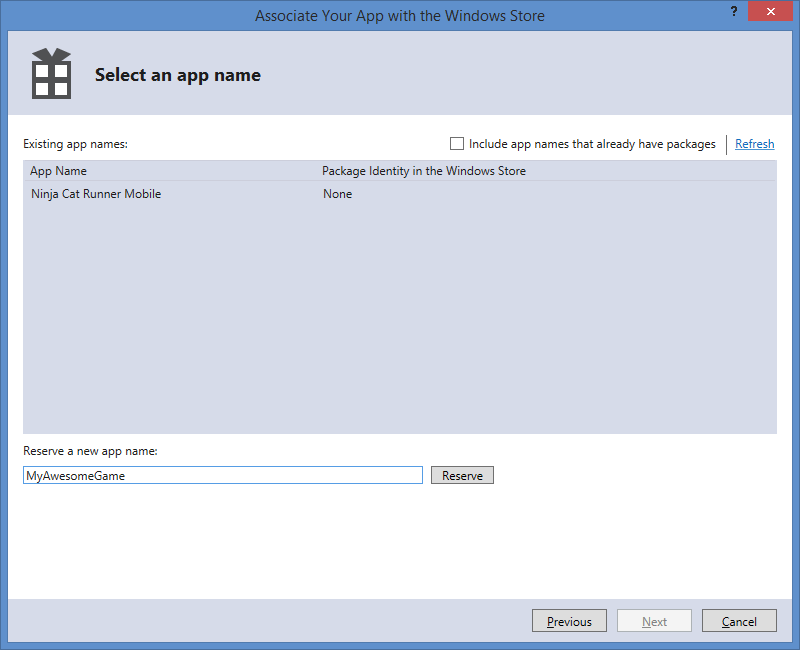 Associate Your App with the Windows Store
?
Select an app name
Existing app names:
Include app names that already have packages
Refresh
App Name Package Identity in the Windows Store
Ninja Cat Runner Mobile None
Reserve a new app name:
MyAwesomeGame Reserve
Previous Next Cancel